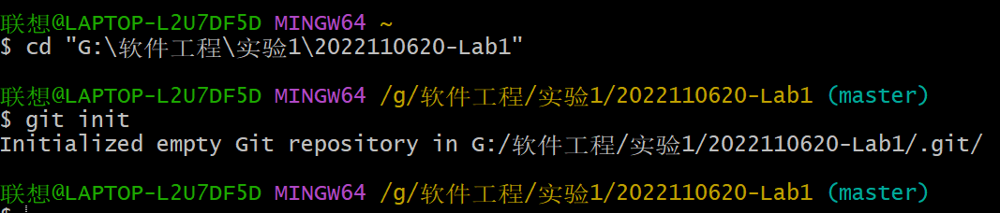 联想@LAPTOP-L2U7DF5D MINGW64 ~
$ cd "G:\软件工程\实验1\2022110620-Lab1"
联想@LAPTOP-L2U7DF5D MINGW64 /g/软件工程/实验1/2022110620-Lab1 (master)
$ git init
Initialized empty Git repository in G:/软件工程/实验1/2022110620-Lab1/.git/
联想@LAPTOP-L2U7DF5D MINGW64 /g/软件工程/实验1/2022110620-Lab1 (master)
$